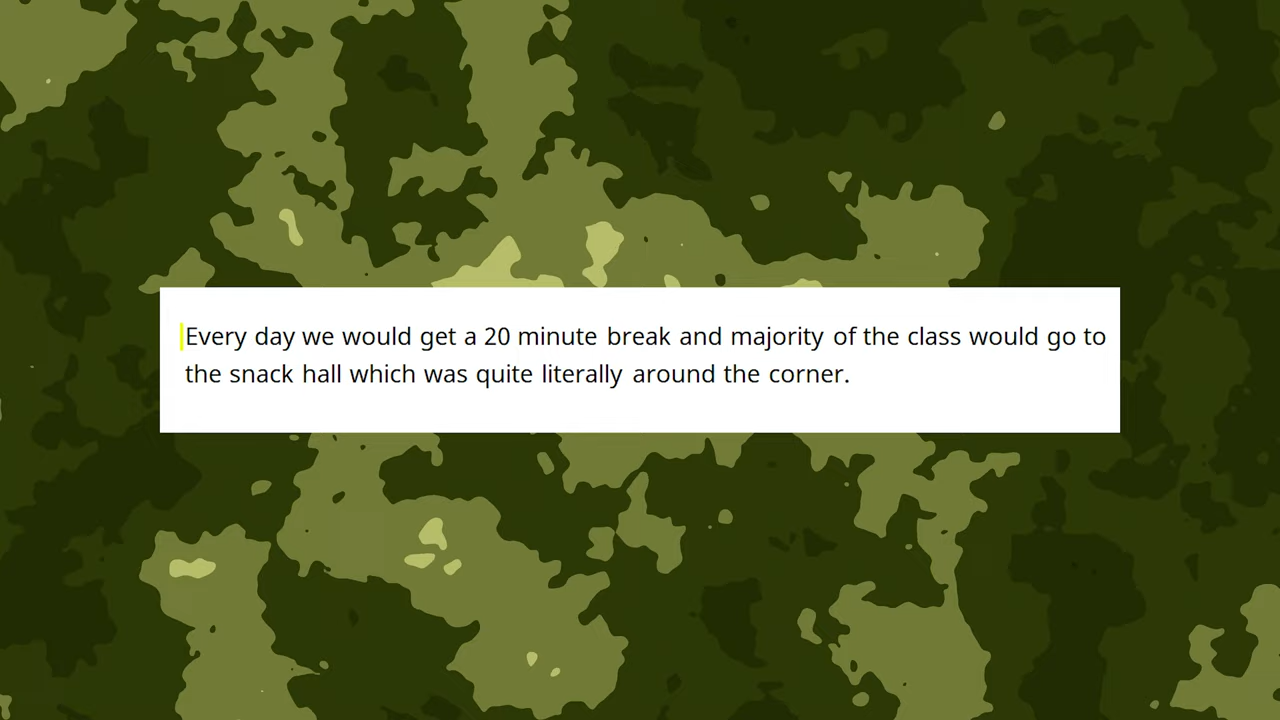 Every day we would get a 20 minute break and majority of the class would go to
the snack hall which was quite literally around the corner.